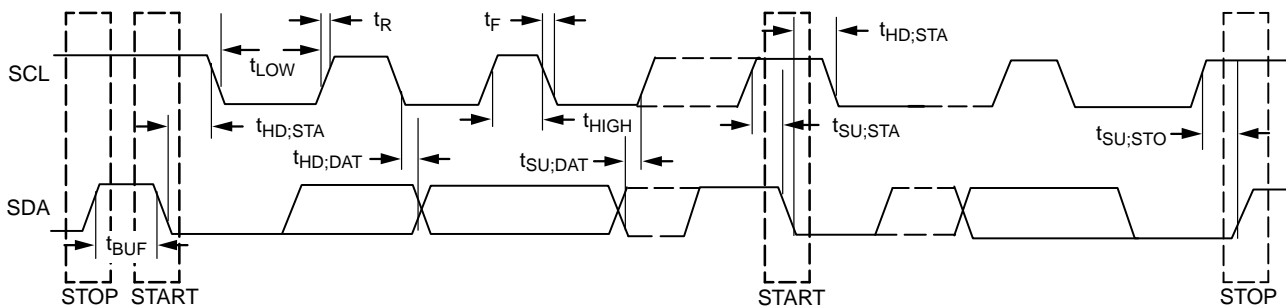 t_R
t_F
t_HD;STA
SCL
t_LOW
t_HD;STA
t_HIGH
t_SU;STA
t_HD;DAT
t_SU;DAT
t_SU;STO
SDA
t_BUF
STOP START START STOP